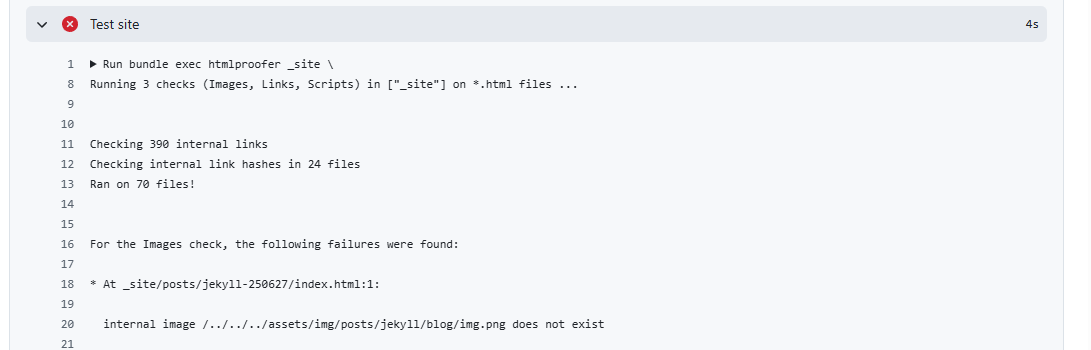 Test site 4s
1 ▶ Run bundle exec htmlproofer _site \
8 Running 3 checks (Images, Links, Scripts) in ["_site"] on *.html files ...
9
10
11 Checking 390 internal links
12 Checking internal link hashes in 24 files
13 Ran on 70 files!
14
15
16 For the Images check, the following failures were found:
17
18 * At _site/posts/jekyll-250627/index.html:1:
19
20 internal image /../../../assets/img/posts/jekyll/blog/img.png does not exist
21